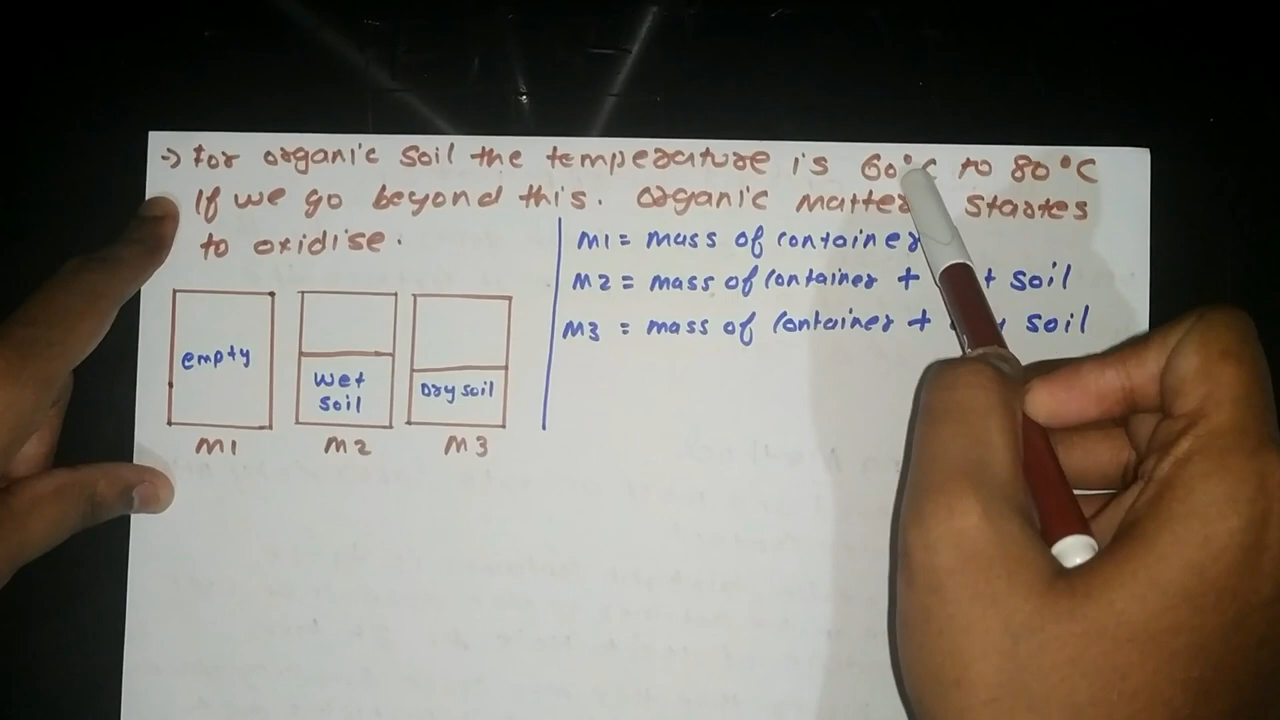 -> For organic soil the temperature is 60°C to 80°C
If we go beyond this. organic matter startes
to oxidise.
M1 = mass of container
M2 = mass of container + soil
M3 = mass of container + soil
empty
Wet
soil
Dry soil
M1
M2
M3